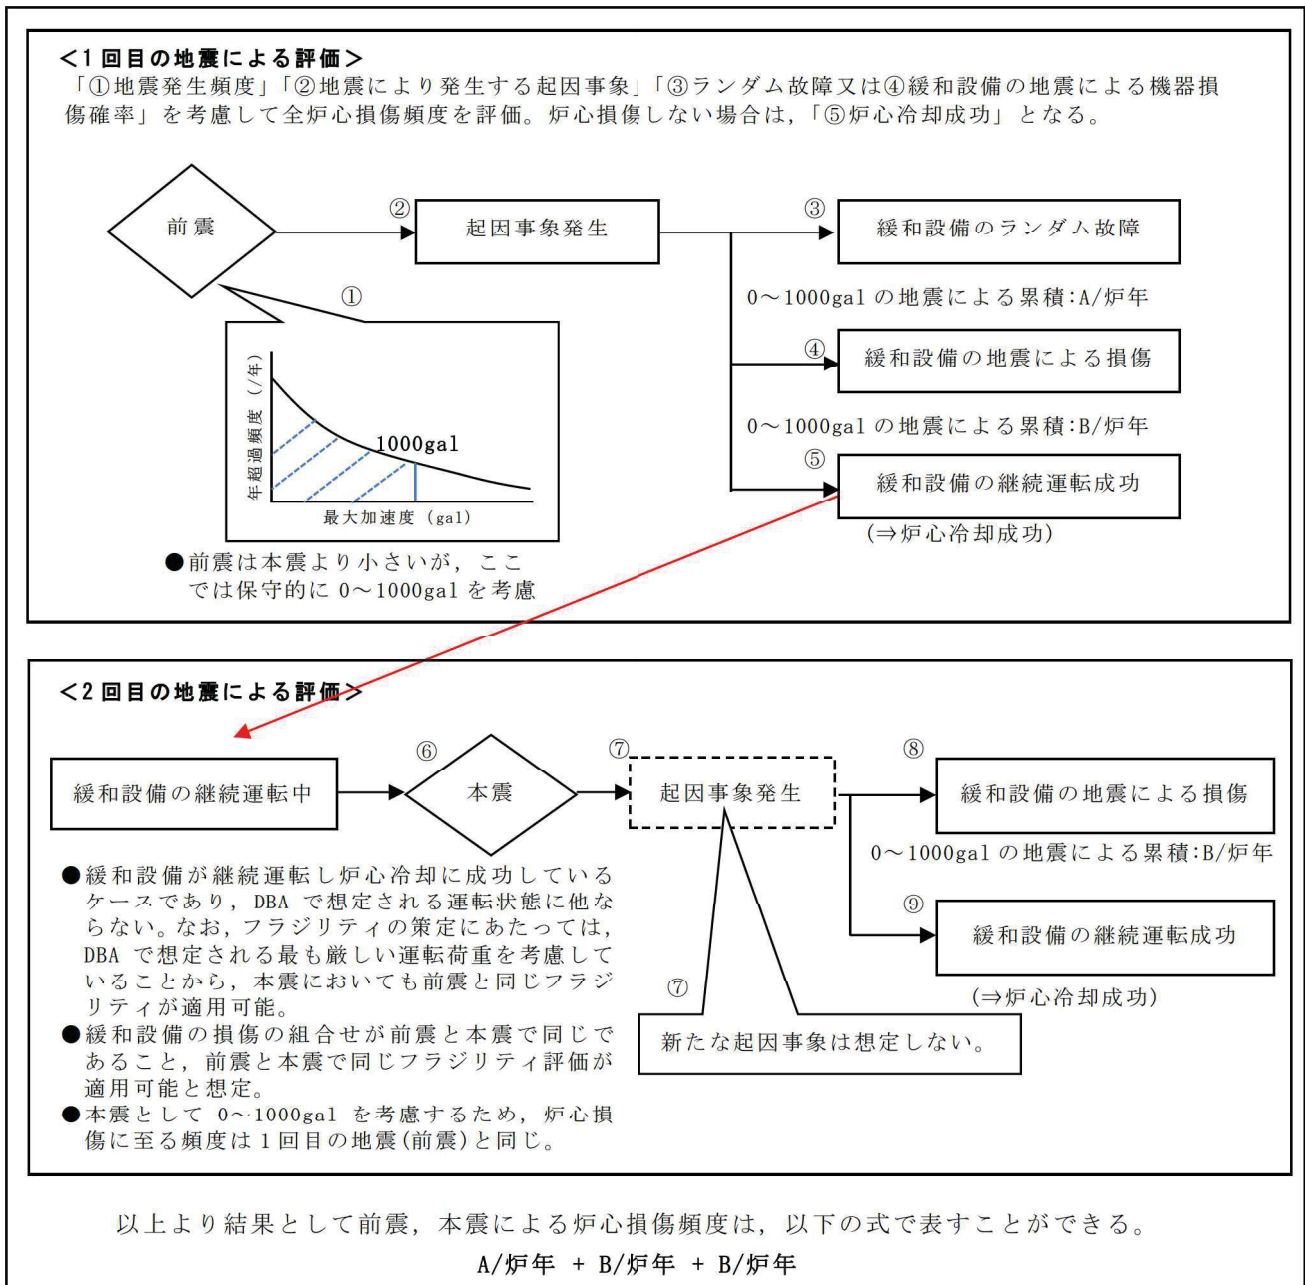 <1回目の地震による評価>
「①地震発生頻度」「②地震により発生する起因事象」「③ランダム故障又は④緩和設備の地震による機器損
傷確率」を考慮して全炉心損傷頻度を評価。炉心損傷しない場合は,「⑤炉心冷却成功」となる。
前震
②
起因事象発生
③
緩和設備のランダム故障
①
0~1000gal の地震による累積:A/炉年
④
緩和設備の地震による損傷
0~1000gal の地震による累積:B/炉年
⑤
緩和設備の継続運転成功
(⇒炉心冷却成功)
年超過頻度 (/年)
1000gal
最大加速度 (gal)
●前震は本震より小さいが, ここ
では保守的に 0~1000gal を考慮
<2回目の地震による評価>
緩和設備の継続運転中
⑥
本震
⑦
起因事象発生
⑧
緩和設備の地震による損傷
0~1000gal の地震による累積:B/炉年
⑨
緩和設備の継続運転成功
(⇒炉心冷却成功)
⑦
新たな起因事象は想定しない。
●緩和設備が継続運転し炉心冷却に成功している
ケースであり, DBA で想定される運転状態に他な
らない。なお, フラジリティの策定にあたっては,
DBA で想定される最も厳しい運転荷重を考慮して
いることから, 本震においても前震と同じフラジ
リティが適用可能。
●緩和設備の損傷の組合せが前震と本震で同じで
あること, 前震と本震で同じフラジリティ評価が
適用可能と想定。
●本震として 0~1000gal を考慮するため, 炉心損
傷に至る頻度は1回目の地震(前震)と同じ。
以上より結果として前震, 本震による炉心損傷頻度は, 以下の式で表すことができる。
A/炉年 + B/炉年 + B/炉年